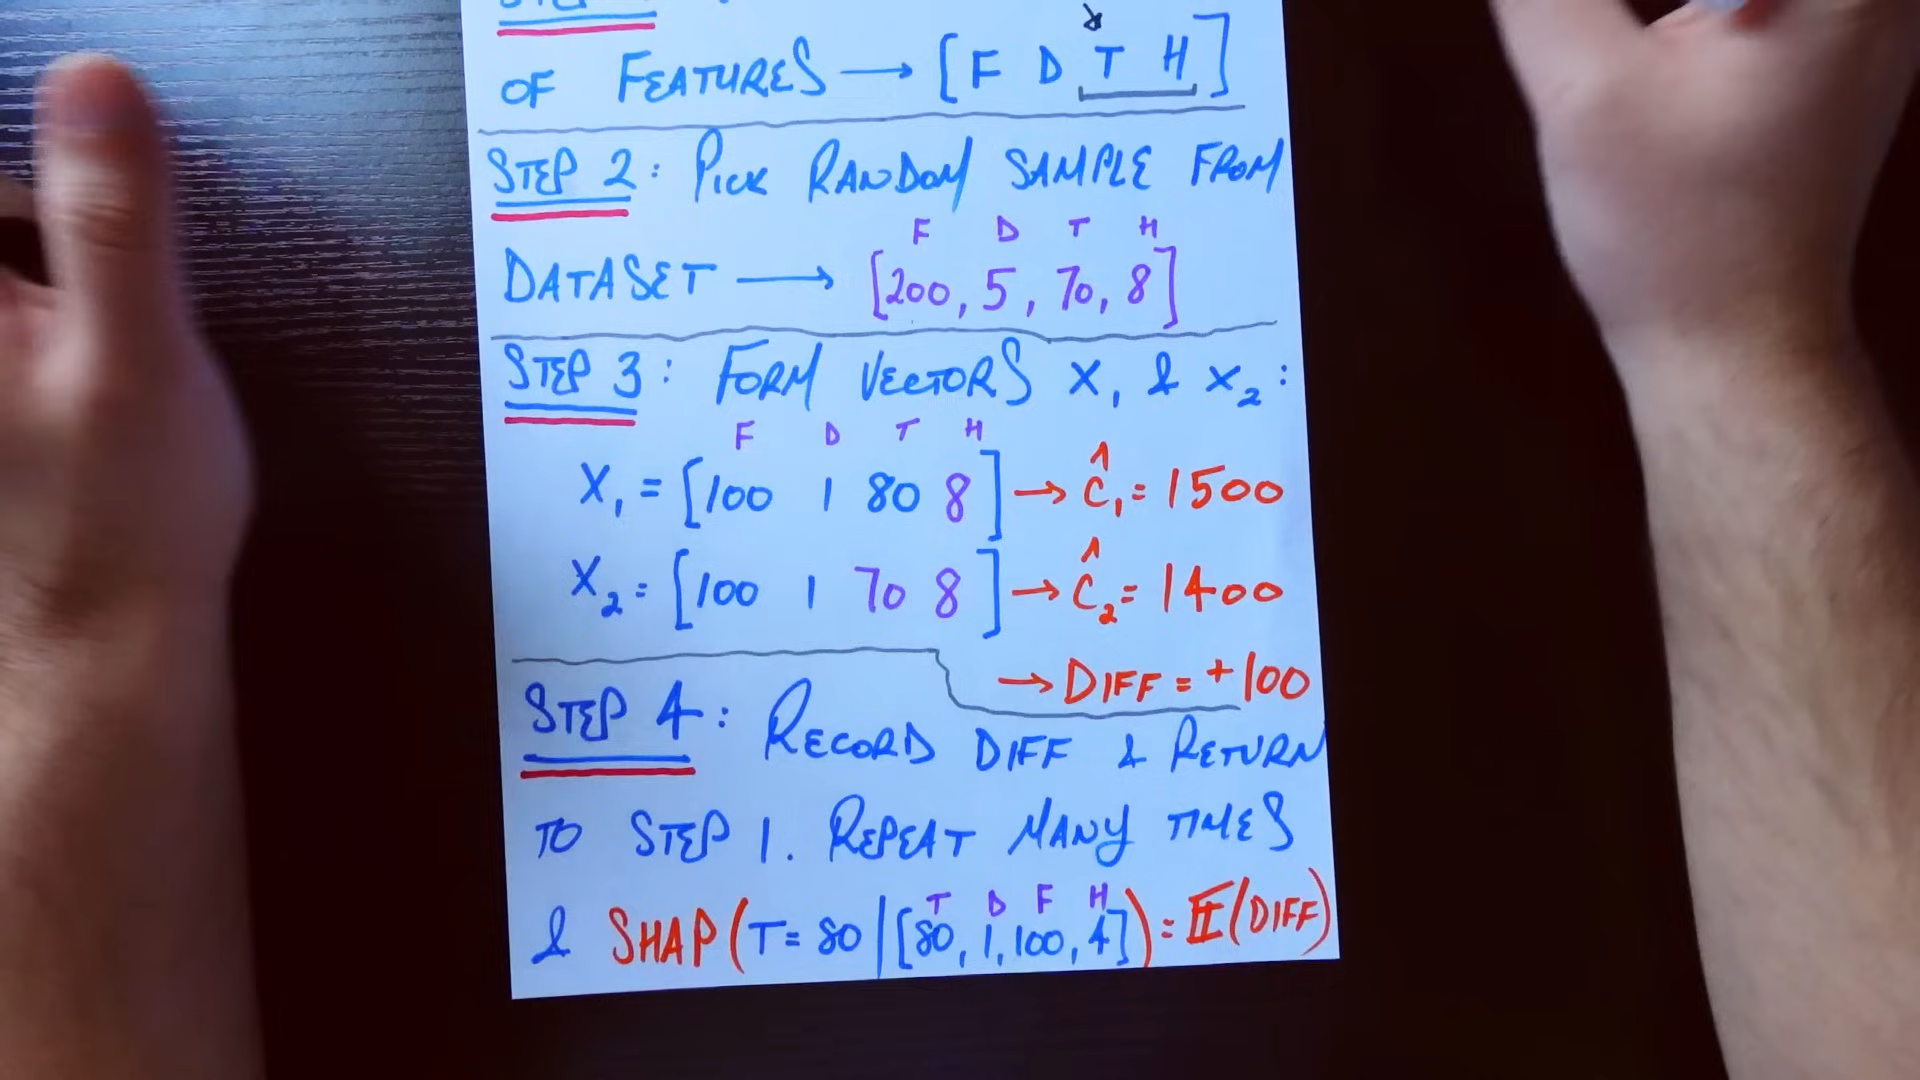 OF FEATURES → [F D T H]
STEP 2: PICK RANDOM SAMPLE FROM
F D T H
DATASET → [200, 5, 70, 8]
STEP 3: FORM VECTORS X₁ & X₂:
F D T H
X₁ = [100 1 80 8] → Ĉ₁ = 1500
X₂ = [100 1 70 8] → Ĉ₂ = 1400
→ DIFF = +100
STEP 4: RECORD DIFF & RETURN
TO STEP 1. REPEAT MANY TIMES
T D F H
& SHAP(T=80|[80,1,100,4]) = 𝔼(DIFF)